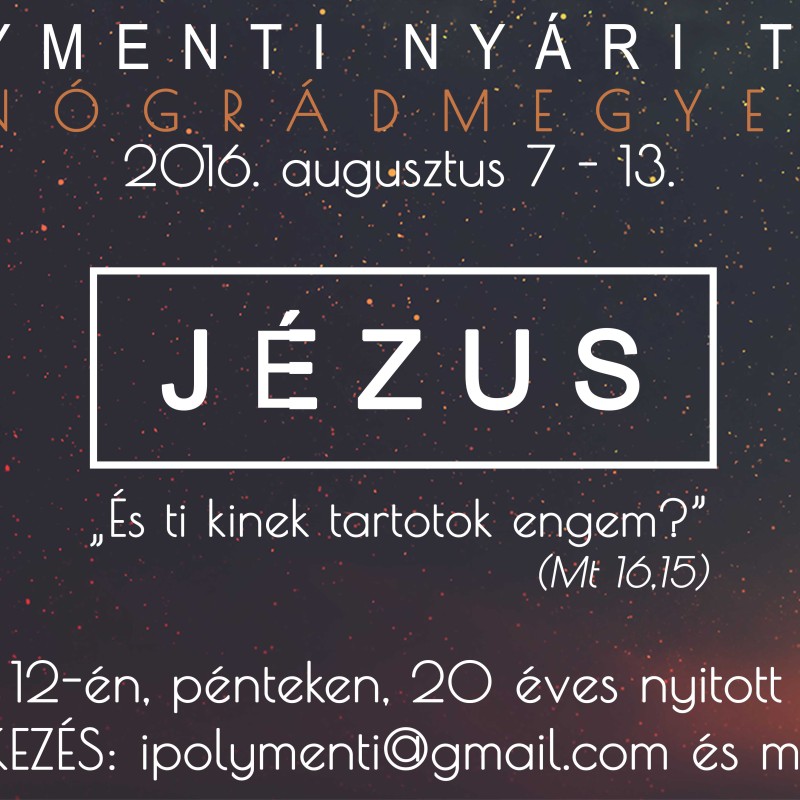 YMENTI NYÁRI T
NÓGRÁDMEGYE
2016. augusztus 7 - 13.
JÉZUS
„És ti kinek tartotok engem?”
(Mt 16,15)
12-én, pénteken, 20 éves nyitott
KEZÉS: ipolymenti@gmail.com és m